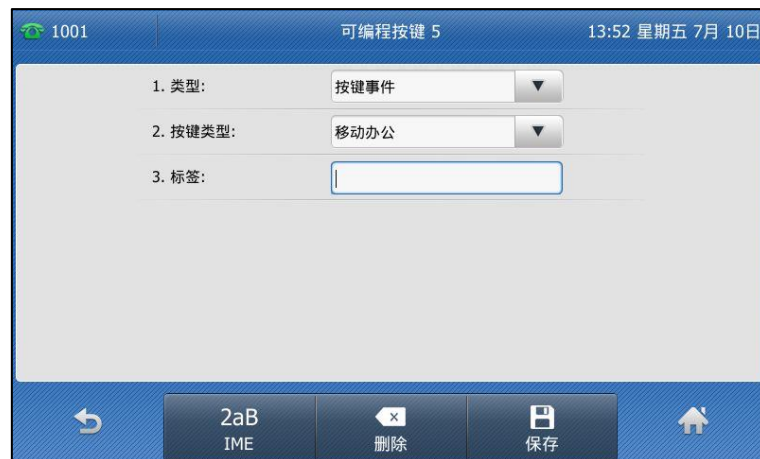 1001 可编程按键 5 13:52 星期五 7月 10日
1. 类型: 按键事件
2. 按键类型: 移动办公
3. 标签:
2aB
IME 删除 保存